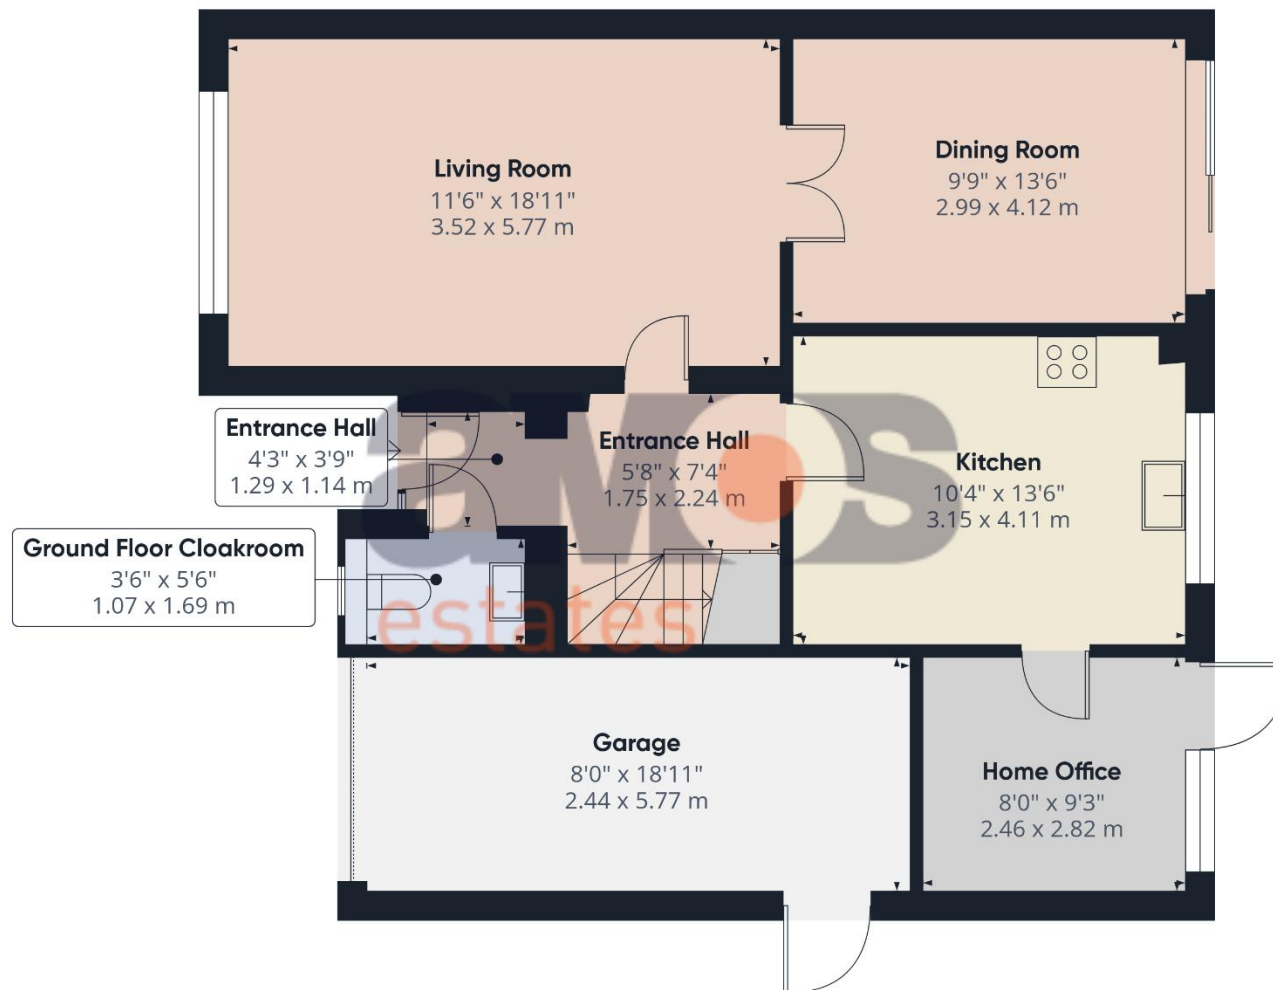 Living Room
11'6" x 18'11"
3.52 x 5.77 m
Dining Room
9'9" x 13'6"
2.99 x 4.12 m
Entrance Hall
4'3" x 3'9"
1.29 x 1.14 m
Entrance Hall
5'8" x 7'4"
1.75 x 2.24 m
Kitchen
10'4" x 13'6"
3.15 x 4.11 m
amos
estates
Ground Floor Cloakroom
3'6" x 5'6"
1.07 x 1.69 m
Garage
8'0" x 18'11"
2.44 x 5.77 m
Home Office
8'0" x 9'3"
2.46 x 2.82 m